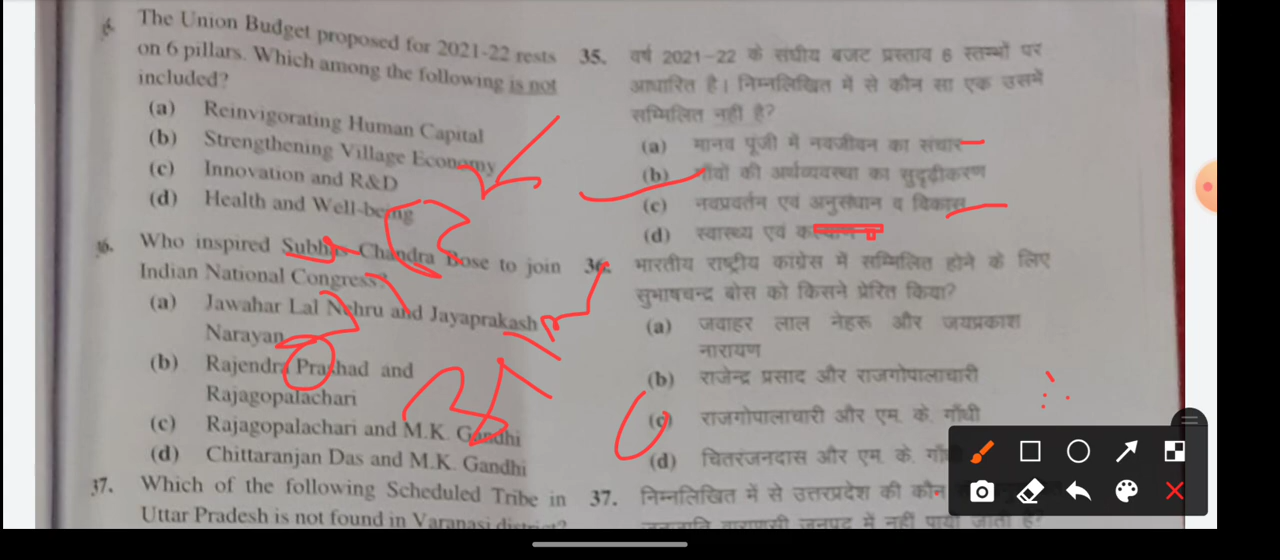 The Union Budget proposed for 2021-22 rests
on 6 pillars. Which among the following is not
included?
(a) Reinvigorating Human Capital
(b) Strengthening Village Economy
(c) Innovation and R&D
(d) Health and Well-being
36. Who inspired Subhas Chandra Bose to join
Indian National Congress?
(a) Jawahar Lal Nehru and Jayaprakash
Narayan
(b) Rajendra Prashad and
Rajagopalachari
(c) Rajagopalachari and M.K. Gandhi
(d) Chittaranjan Das and M.K. Gandhi
37. Which of the following Scheduled Tribe in
Uttar Pradesh is not found in Varanasi district?
35. वर्ष 2021-22 के संघीय बजट प्रस्ताव 6 स्तम्भों पर
आधारित है। निम्नलिखित में से कौन सा एक उसमें
सम्मिलित नहीं है?
(a) मानव पूंजी में नवजीवन का संचार
(b) गाँवों की अर्थव्यवस्था का सुदृढ़ीकरण
(c) नवप्रवर्तन एवं अनुसंधान व विकास
(d) स्वास्थ्य एवं कल्याण
36. भारतीय राष्ट्रीय कांग्रेस में सम्मिलित होने के लिए
सुभाषचन्द्र बोस को किसने प्रेरित किया?
(a) जवाहर लाल नेहरू और जयप्रकाश
नारायण
(b) राजेन्द्र प्रसाद और राजगोपालाचारी
(c) राजगोपालाचारी और एम. के. गाँधी
(d) चितरंजनदास और एम. के.
37. निम्नलिखित में से उत्तरप्रदेश की कौन
जनजाति वाराणसी जनपद में नहीं पायी जाती है?